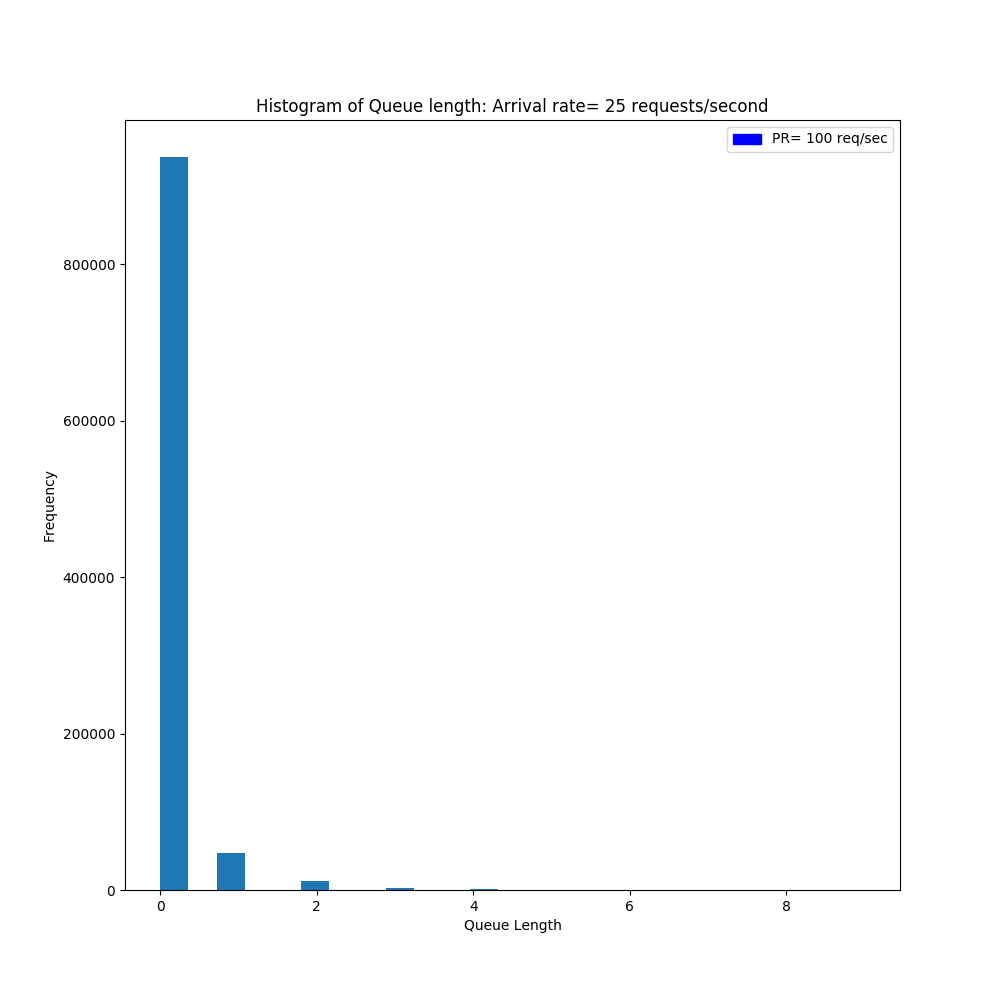 Histogram of Queue length: Arrival rate= 25 requests/second
PR= 100 req/sec
800000
600000
400000
200000
0
Frequency
0 2 4 6 8
Queue Length